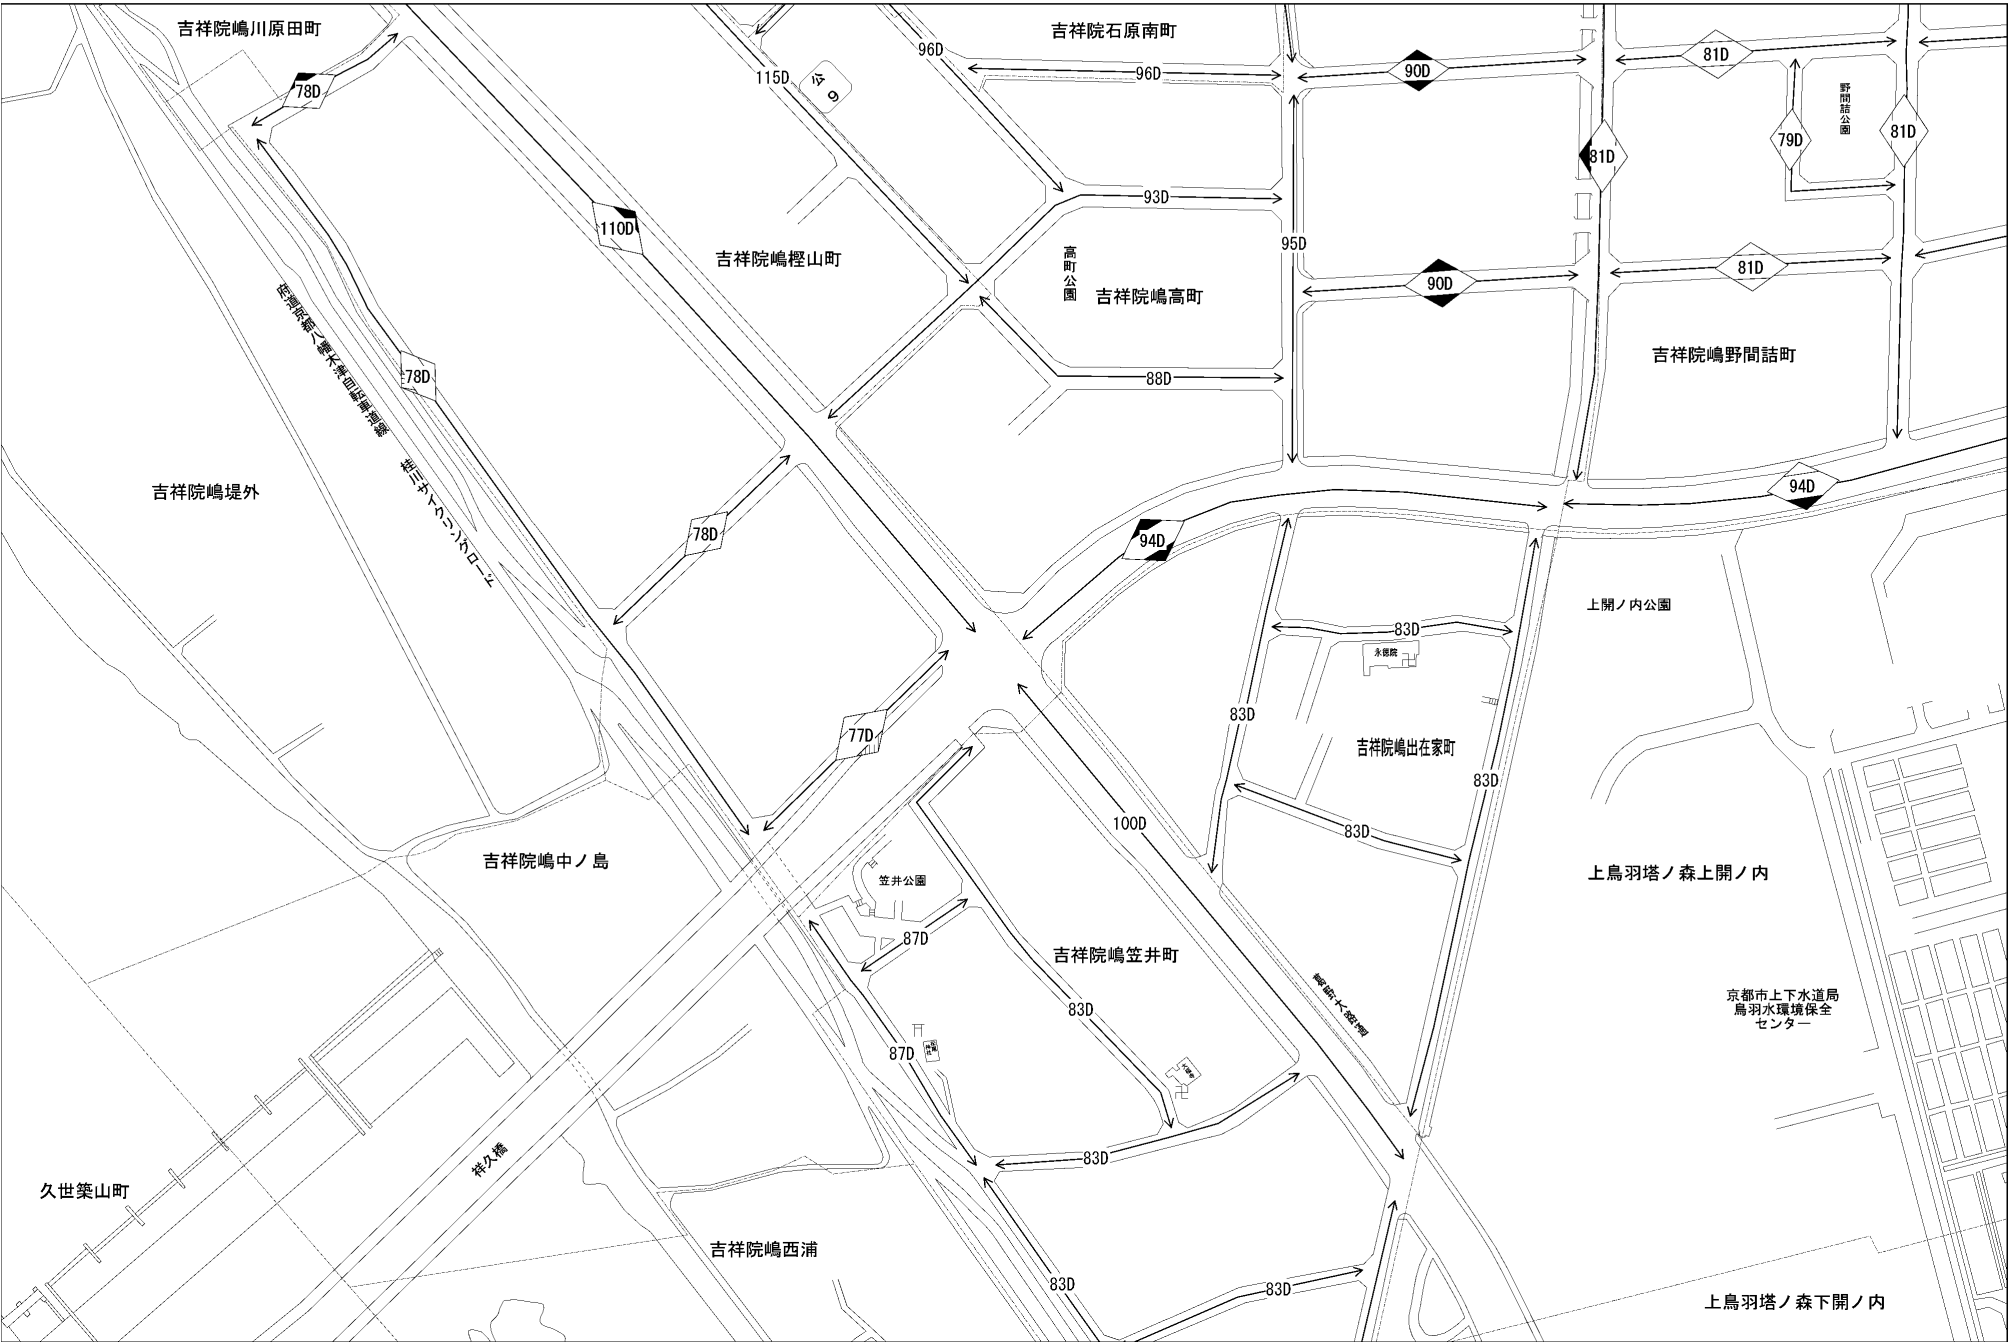 吉祥院嶋川原田町
吉祥院石原南町
96D
81D
115D
96D
90D
公
9
78D
野間詰公園
81D
79D
81D
93D
110D
95D
吉祥院嶋樫山町
高町公園
81D
90D
吉祥院嶋高町
府道京都八幡木津自転車道線
吉祥院嶋野間詰町
78D
88D
桂川サイクリングロード
94D
吉祥院嶋堤外
78D
94D
上開ノ内公園
83D
永徳院
83D
77D
吉祥院嶋出在家町
83D
100D
83D
吉祥院嶋中ノ島
上鳥羽塔ノ森上開ノ内
笠井公園
87D
吉祥院嶋笠井町
葛野大路通
京都市上下水道局
鳥羽水環境保全
センター
83D
87D
祥久橋
83D
久世築山町
吉祥院嶋西浦
83D
83D
上鳥羽塔ノ森下開ノ内